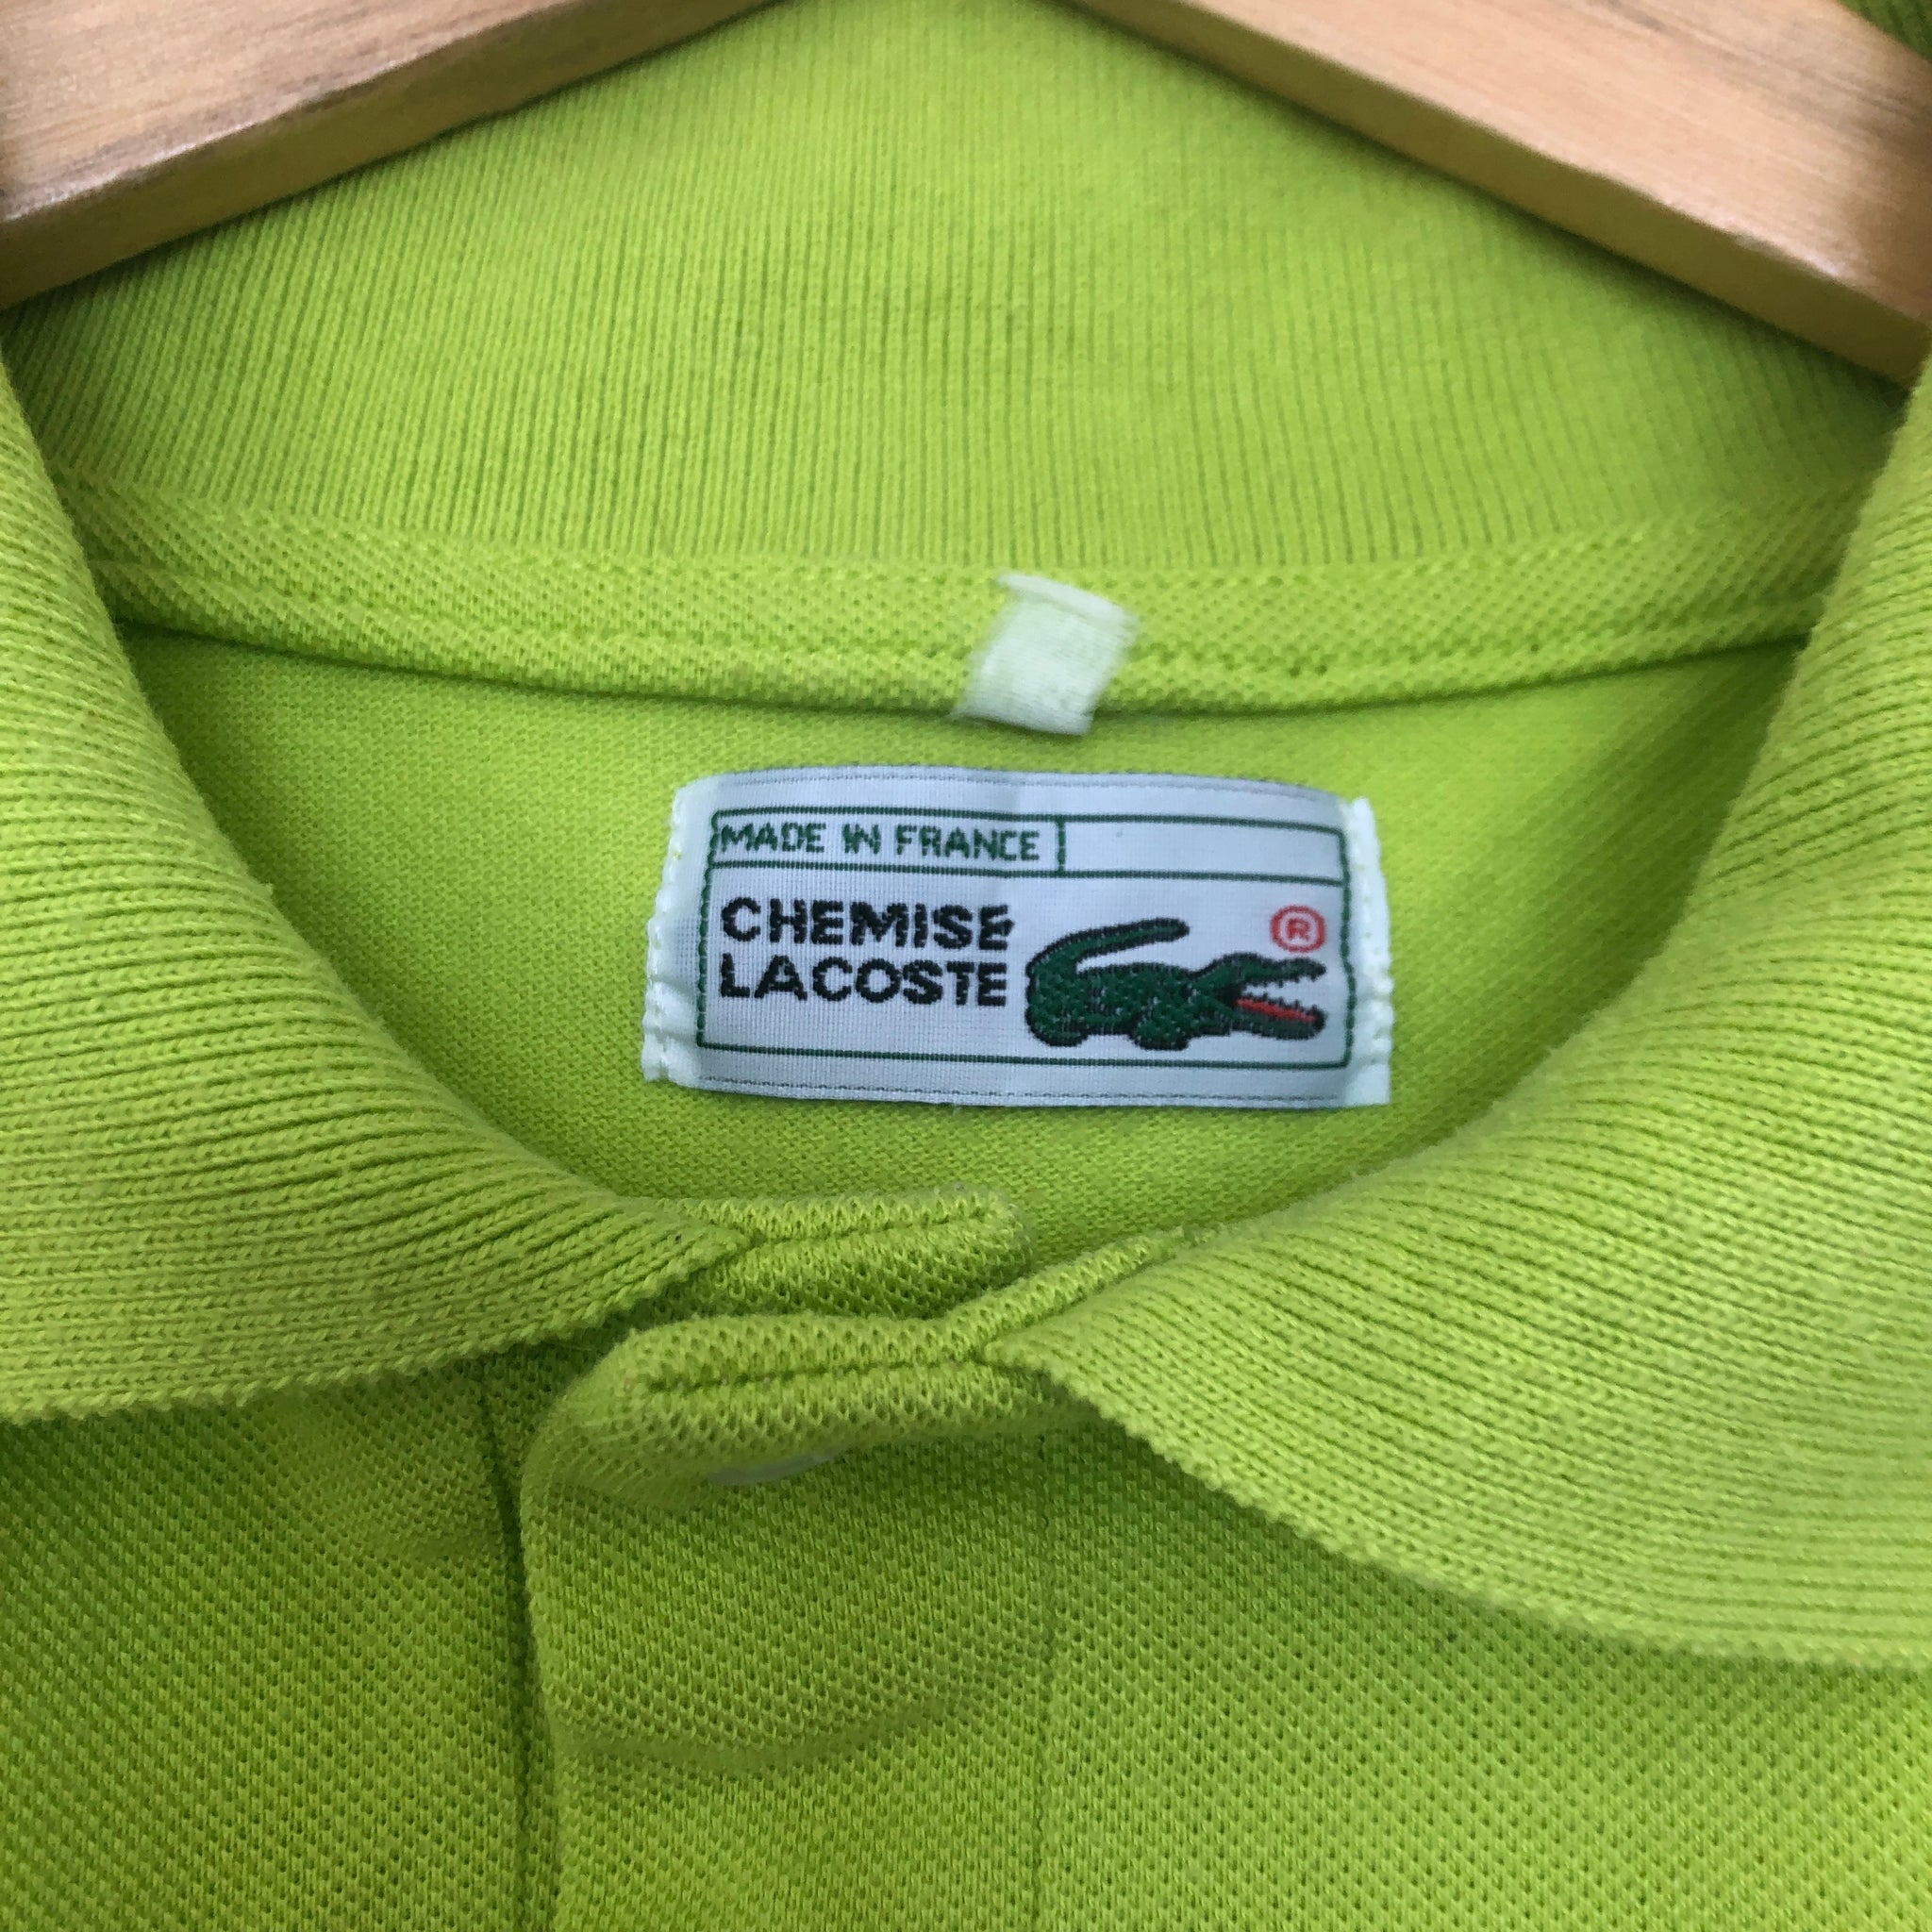 MADE IN FRANCE
CHEMISE
LACOSTE
®